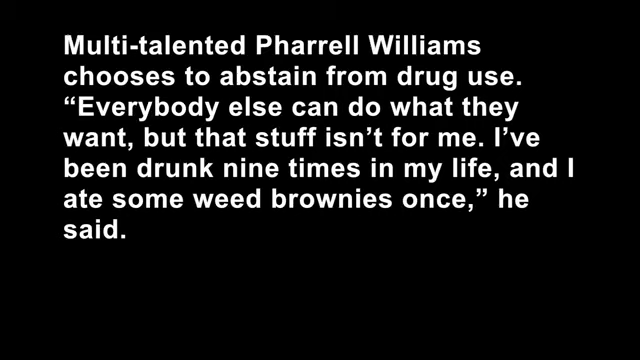 Multi-talented Pharrell Williams
chooses to abstain from drug use.
“Everybody else can do what they
want, but that stuff isn’t for me. I’ve
been drunk nine times in my life, and I
ate some weed brownies once,” he
said.